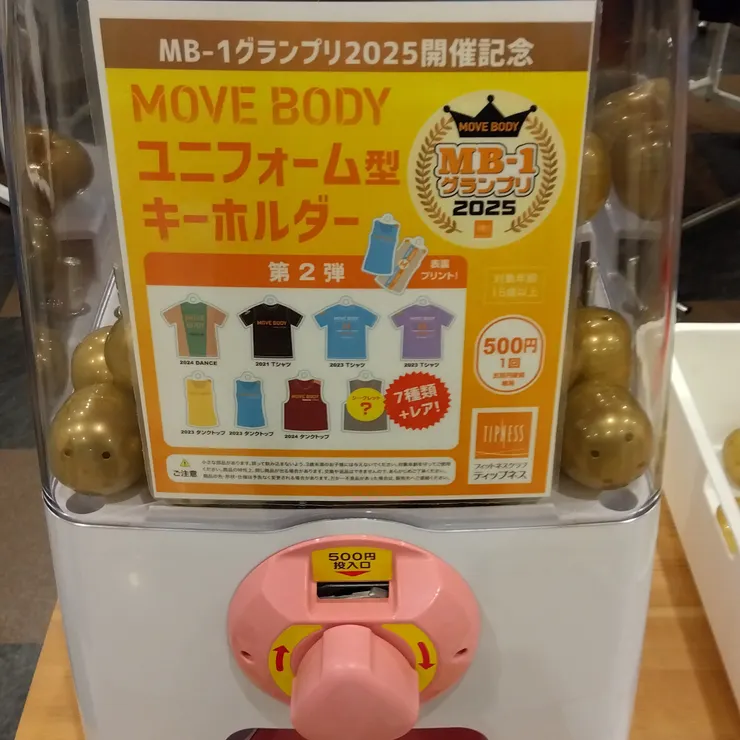 MB-1グランプリ2025開催記念
MOVE BODY
ユニフォーム型
キーホルダー
MOVE BODY
MB-1
グランプリ
2025
第2弾
表裏
プリント!
対象年齢
15歳以上
MOVE BODY
2024 DANCE
2021 Tシャツ
2023 Tシャツ
2023 Tシャツ
シークレット
?
2023 タンクトップ
2023 タンクトップ
2024 タンクトップ
7種類
+レア!
500円
1回
TIPNESS
フィットネスクラブ
ティップネス
ご注意
500円
投入口